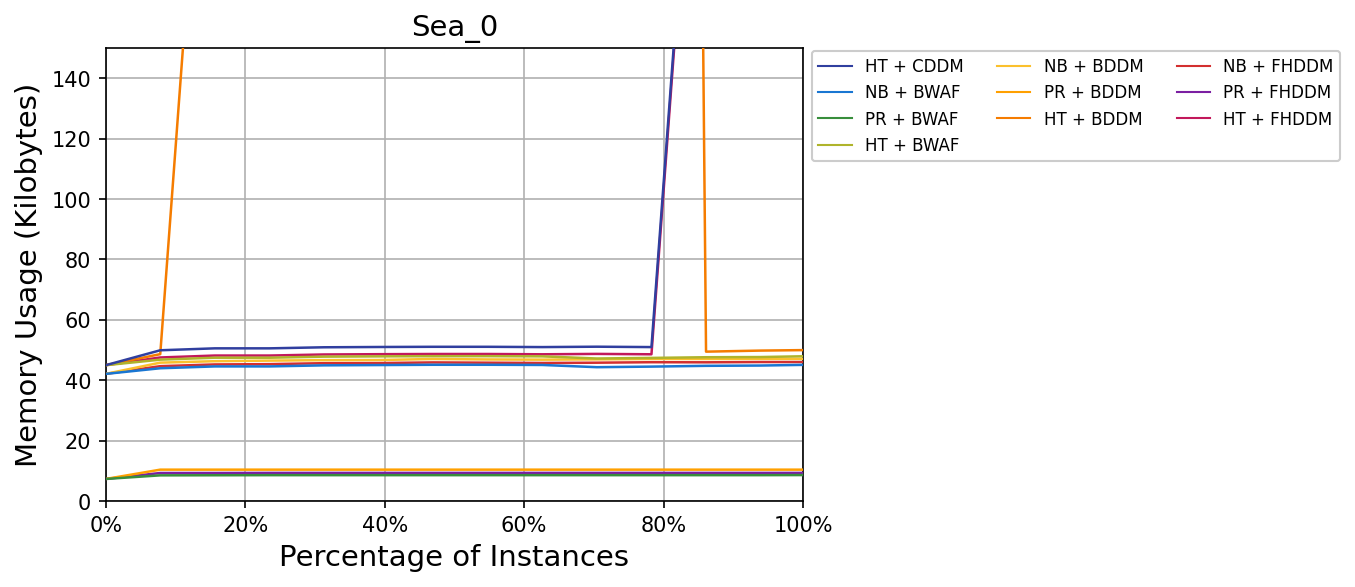 Sea_0
Memory Usage (Kilobytes)
140
120
100
80
60
40
20
0
0% 20% 40% 60% 80% 100%
Percentage of Instances
HT + CDDM NB + BDDM NB + FHDDM
NB + BWAF PR + BDDM PR + FHDDM
PR + BWAF HT + BDDM HT + FHDDM
HT + BWAF